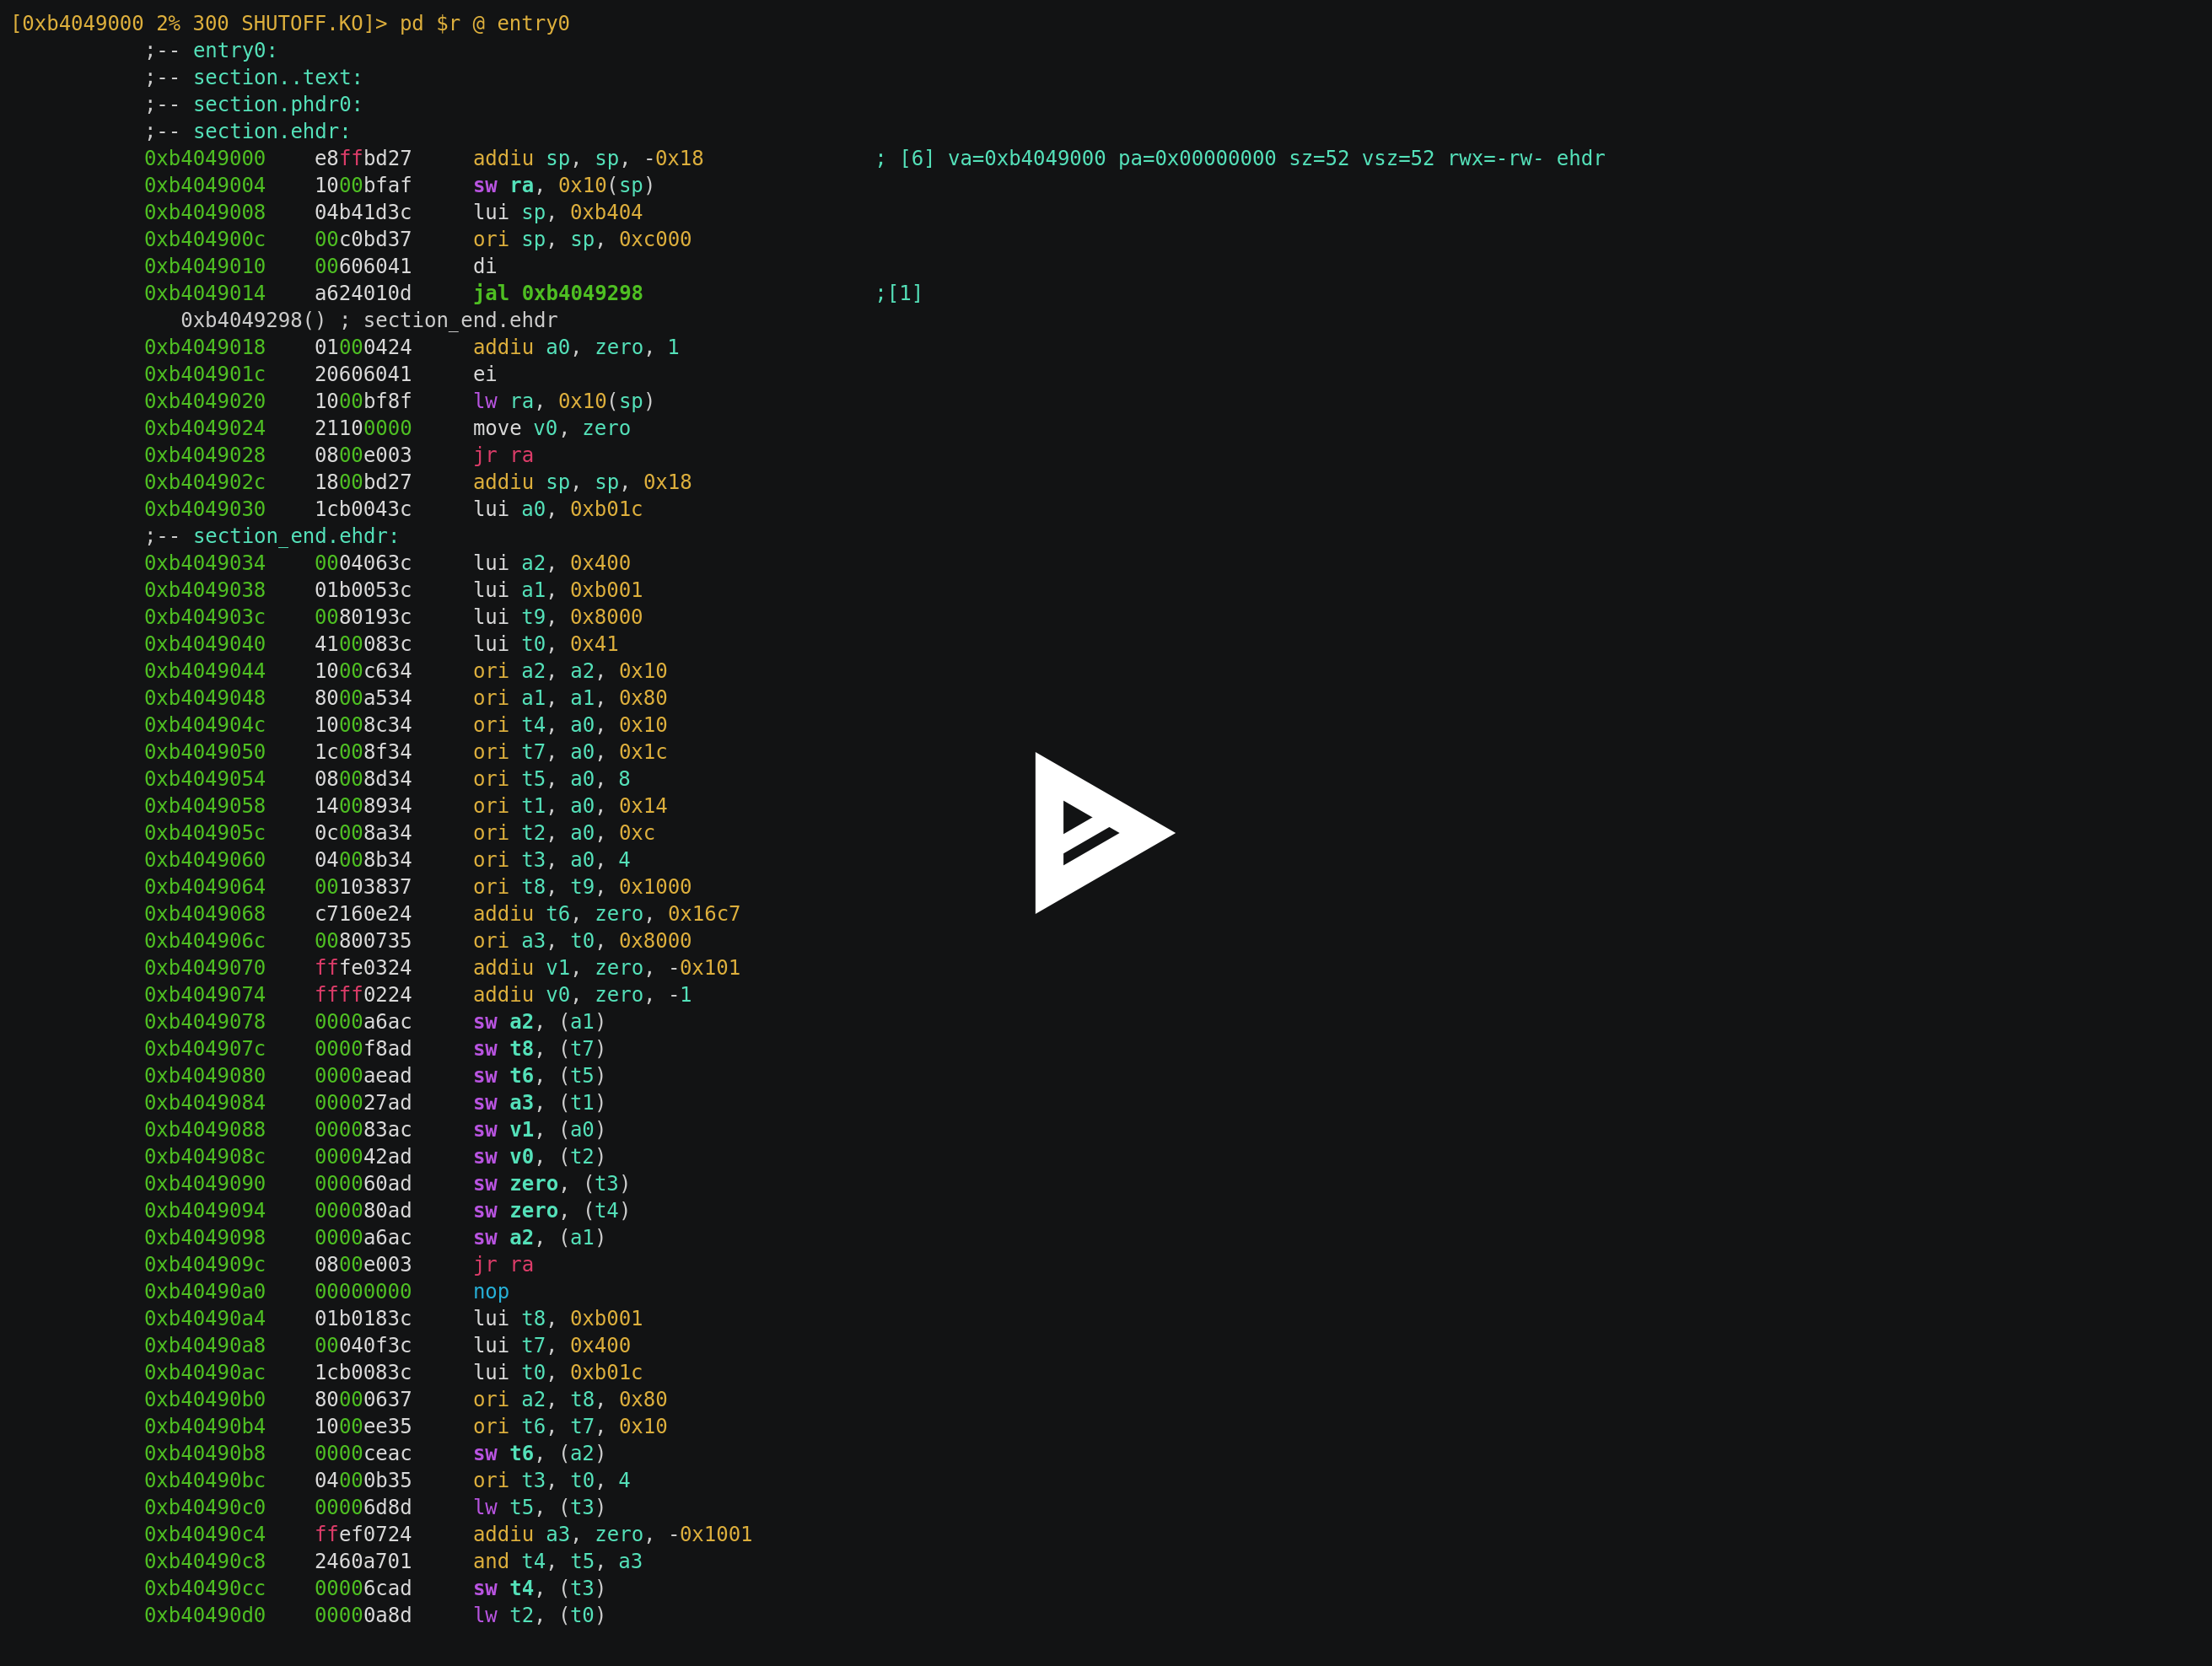 [0xb4049000 2% 300 SHUTOFF.KO]> pd $r @ entry0
;-- entry0:
;-- section..text:
;-- section.phdr0:
;-- section.ehdr:
0xb4049000    e8ffbd27     addiu sp, sp, -0x18              ; [6] va=0xb4049000 pa=0x00000000 sz=52 vsz=52 rwx=-rw- ehdr
0xb4049004    1000bfaf     sw ra, 0x10(sp)
0xb4049008    04b41d3c     lui sp, 0xb404
0xb404900c    00c0bd37     ori sp, sp, 0xc000
0xb4049010    00606041     di
0xb4049014    a624010d     jal 0xb4049298                   ;[1]
0xb4049298() ; section_end.ehdr
0xb4049018    01000424     addiu a0, zero, 1
0xb404901c    20606041     ei
0xb4049020    1000bf8f     lw ra, 0x10(sp)
0xb4049024    21100000     move v0, zero
0xb4049028    0800e003     jr ra
0xb404902c    1800bd27     addiu sp, sp, 0x18
0xb4049030    1cb0043c     lui a0, 0xb01c
;-- section_end.ehdr:
0xb4049034    0004063c     lui a2, 0x400
0xb4049038    01b0053c     lui a1, 0xb001
0xb404903c    0080193c     lui t9, 0x8000
0xb4049040    4100083c     lui t0, 0x41
0xb4049044    1000c634     ori a2, a2, 0x10
0xb4049048    8000a534     ori a1, a1, 0x80
0xb404904c    10008c34     ori t4, a0, 0x10
0xb4049050    1c008f34     ori t7, a0, 0x1c
0xb4049054    08008d34     ori t5, a0, 8
0xb4049058    14008934     ori t1, a0, 0x14
0xb404905c    0c008a34     ori t2, a0, 0xc
0xb4049060    04008b34     ori t3, a0, 4
0xb4049064    00103837     ori t8, t9, 0x1000
0xb4049068    c7160e24     addiu t6, zero, 0x16c7
0xb404906c    00800735     ori a3, t0, 0x8000
0xb4049070    fffe0324     addiu v1, zero, -0x101
0xb4049074    ffff0224     addiu v0, zero, -1
0xb4049078    0000a6ac     sw a2, (a1)
0xb404907c    0000f8ad     sw t8, (t7)
0xb4049080    0000aead     sw t6, (t5)
0xb4049084    000027ad     sw a3, (t1)
0xb4049088    000083ac     sw v1, (a0)
0xb404908c    000042ad     sw v0, (t2)
0xb4049090    000060ad     sw zero, (t3)
0xb4049094    000080ad     sw zero, (t4)
0xb4049098    0000a6ac     sw a2, (a1)
0xb404909c    0800e003     jr ra
0xb40490a0    00000000     nop
0xb40490a4    01b0183c     lui t8, 0xb001
0xb40490a8    00040f3c     lui t7, 0x400
0xb40490ac    1cb0083c     lui t0, 0xb01c
0xb40490b0    80000637     ori a2, t8, 0x80
0xb40490b4    1000ee35     ori t6, t7, 0x10
0xb40490b8    0000ceac     sw t6, (a2)
0xb40490bc    04000b35     ori t3, t0, 4
0xb40490c0    00006d8d     lw t5, (t3)
0xb40490c4    ffef0724     addiu a3, zero, -0x1001
0xb40490c8    2460a701     and t4, t5, a3
0xb40490cc    00006cad     sw t4, (t3)
0xb40490d0    00000a8d     lw t2, (t0)